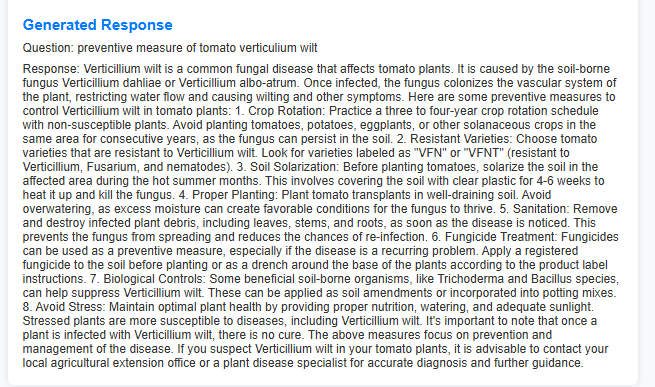 Generated Response
Question: preventive measure of tomato verticulium wilt
Response: Verticillium wilt is a common fungal disease that affects tomato plants. It is caused by the soil-borne
fungus Verticillium dahliae or Verticillium albo-atrum. Once infected, the fungus colonizes the vascular system of
the plant, restricting water flow and causing wilting and other symptoms. Here are some preventive measures to
control Verticillium wilt in tomato plants: 1. Crop Rotation: Practice a three to four-year crop rotation schedule
with non-susceptible plants. Avoid planting tomatoes, potatoes, eggplants, or other solanaceous crops in the
same area for consecutive years, as the fungus can persist in the soil. 2. Resistant Varieties: Choose tomato
varieties that are resistant to Verticillium wilt. Look for varieties labeled as "VFN" or "VFNT" (resistant to
Verticillium, Fusarium, and nematodes). 3. Soil Solarization: Before planting tomatoes, solarize the soil in the
affected area during the hot summer months. This involves covering the soil with clear plastic for 4-6 weeks to
heat it up and kill the fungus. 4. Proper Planting: Plant tomato transplants in well-draining soil. Avoid
overwatering, as excess moisture can create favorable conditions for the fungus to thrive. 5. Sanitation: Remove
and destroy infected plant debris, including leaves, stems, and roots, as soon as the disease is noticed. This
prevents the fungus from spreading and reduces the chances of re-infection. 6. Fungicide Treatment: Fungicides
can be used as a preventive measure, especially if the disease is a recurring problem. Apply a registered
fungicide to the soil before planting or as a drench around the base of the plants according to the product label
instructions. 7. Biological Controls: Some beneficial soil-borne organisms, like Trichoderma and Bacillus species,
can help suppress Verticillium wilt. These can be applied as soil amendments or incorporated into potting mixes.
8. Avoid Stress: Maintain optimal plant health by providing proper nutrition, watering, and adequate sunlight.
Stressed plants are more susceptible to diseases, including Verticillium wilt. It's important to note that once a
plant is infected with Verticillium wilt, there is no cure. The above measures focus on prevention and
management of the disease. If you suspect Verticillium wilt in your tomato plants, it is advisable to contact your
local agricultural extension office or a plant disease specialist for accurate diagnosis and further guidance.